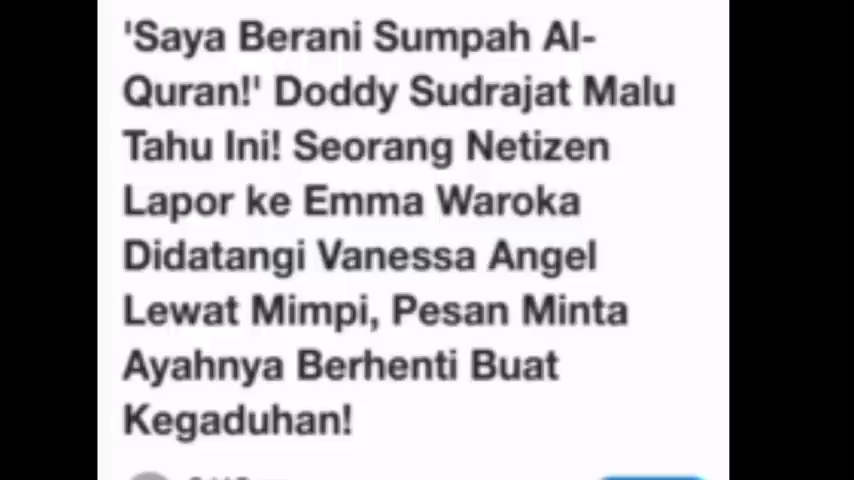 'Saya Berani Sumpah Al-
Quran!' Doddy Sudrajat Malu
Tahu Ini! Seorang Netizen
Lapor ke Emma Waroka
Didatangi Vanessa Angel
Lewat Mimpi, Pesan Minta
Ayahnya Berhenti Buat
Kegaduhan!